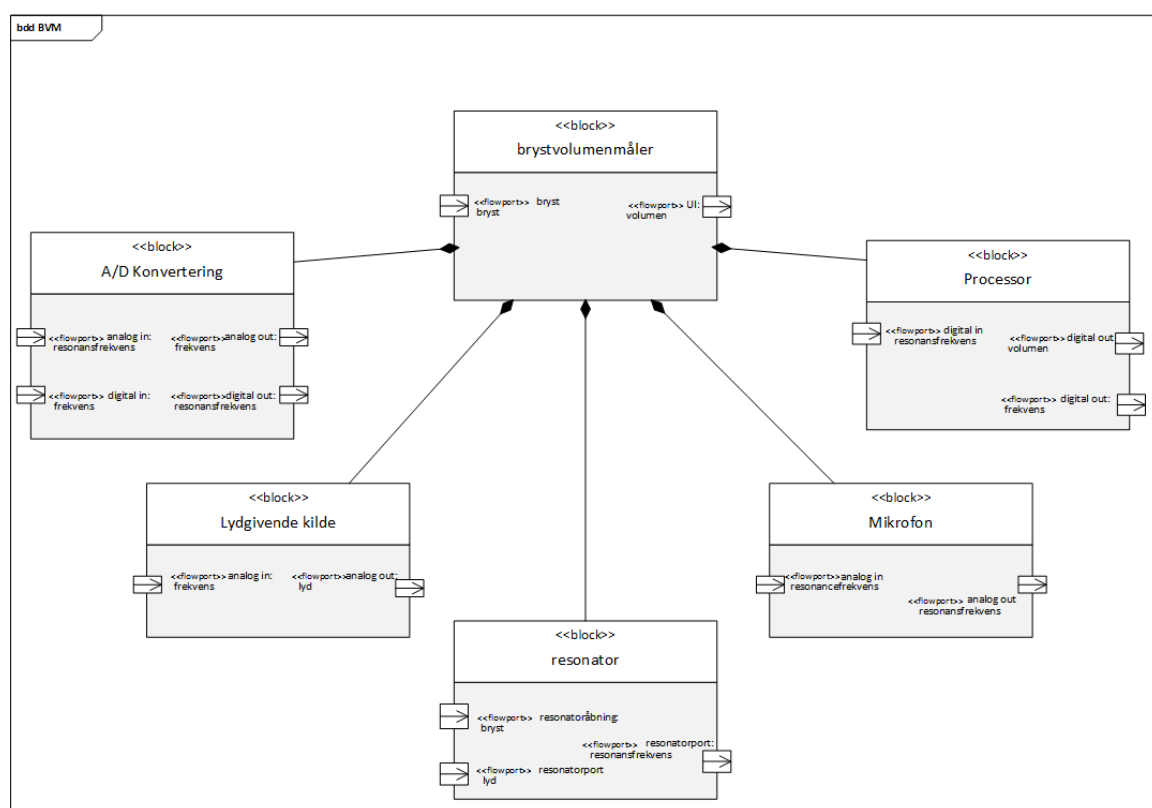 bdd BVM
<<block>>
brystvolumenmåler
<<flowport>> bryst
bryst
<<flowport>> UI:
volumen
<<block>>
A/D Konvertering
<<flowport>> analog in:
resonansfrekvens
<<flowport>>analog out:
frekvens
<<flowport>> digital in:
frekvens
<<flowport>>digital out:
resonansfrekvens
<<block>>
Processor
<<flowport>> digital in
resonansfrekvens
<<flowport>> digital out
volumen
<<flowport>> digital out:
frekvens
<<block>>
Lydgivende kilde
<<flowport>>analog in:
frekvens
<<flowport>>analog out:
lyd
<<block>>
Mikrofon
<<flowport>>analog in
resonancefrekvens
<<flowport>> analog out
resonansfrekvens
<<block>>
resonator
<<flowport>> resonatoråbning:
bryst
<<flowport>> resonatorport:
resonansfrekvens
<<flowport>> resonatorport
lyd